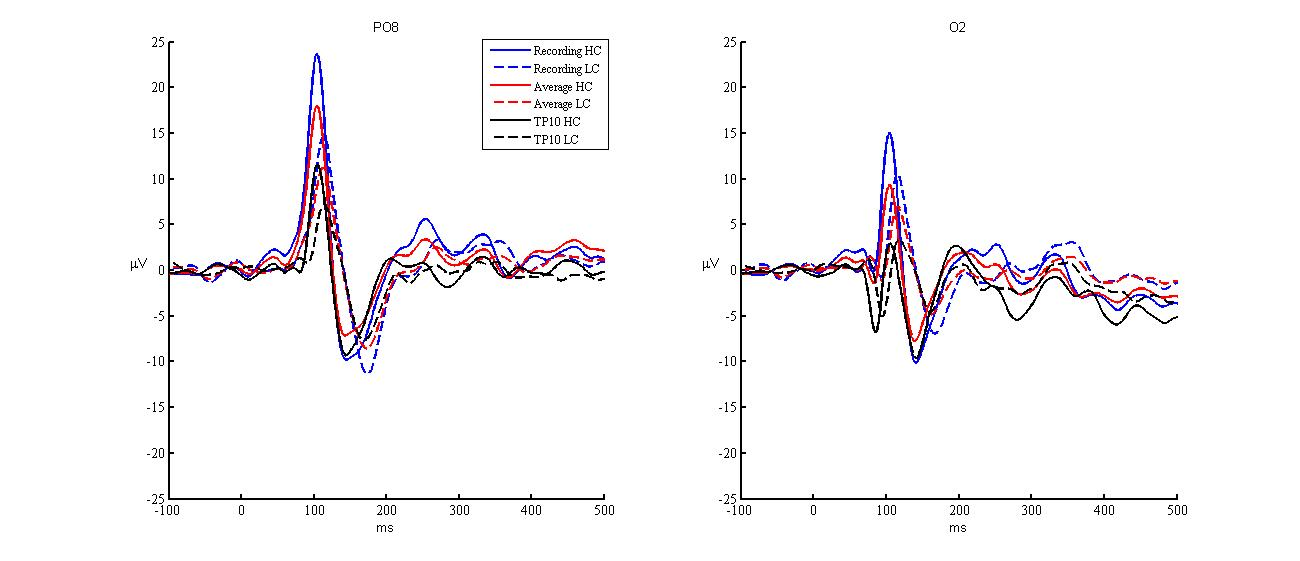 PO8
25
20
15
10
5
0
-5
-10
-15
-20
-25
μV
-100 0 100 200 300 400 500
ms
Recording HC
Recording LC
Average HC
Average LC
TP10 HC
TP10 LC
O2
25
20
15
10
5
0
-5
-10
-15
-20
-25
μV
-100 0 100 200 300 400 500
ms